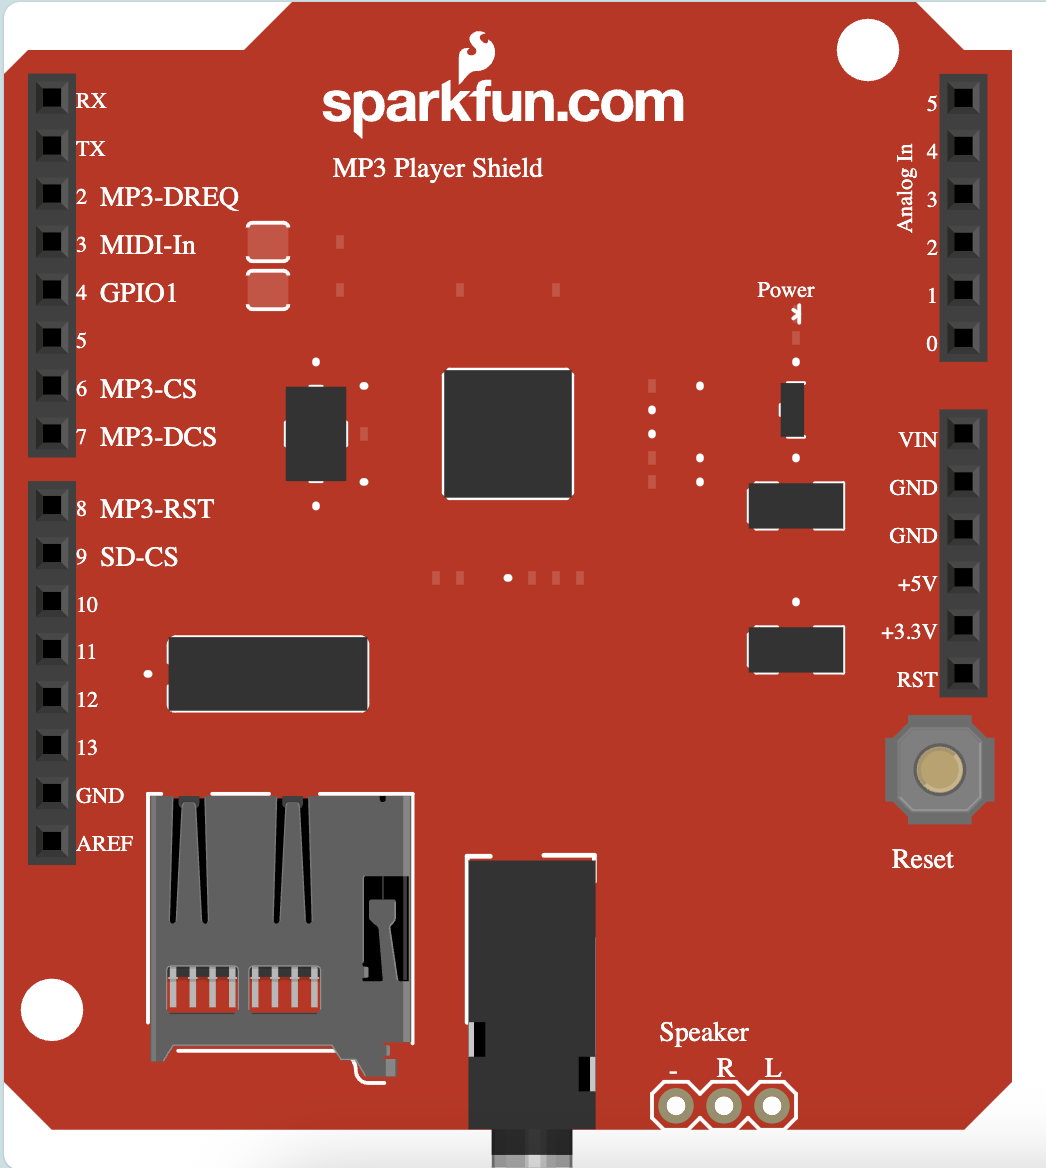 sparkfun.com
MP3 Player Shield
RX
TX
2 MP3-DREQ
3 MIDI-In
4 GPIO1
5
6 MP3-CS
7 MP3-DCS
8 MP3-RST
9 SD-CS
10
11
12
13
GND
AREF
Analog In
5
4
3
2
1
0
Power
VIN
GND
GND
+5V
+3.3V
RST
Reset
Speaker
- R L